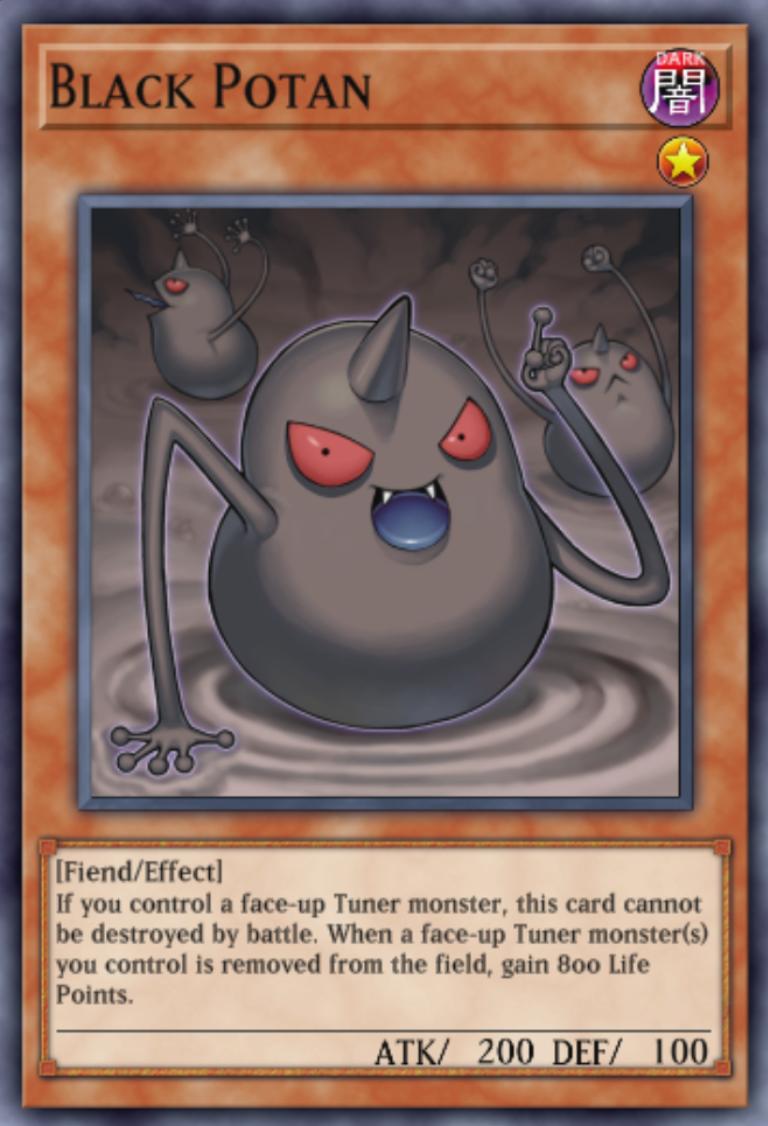 Black Potan
DARK
闇
[Fiend/Effect]
If you control a face-up Tuner monster, this card cannot
be destroyed by battle. When a face-up Tuner monster(s)
you control is removed from the field, gain 800 Life
Points.
ATK/ 200 DEF/ 100